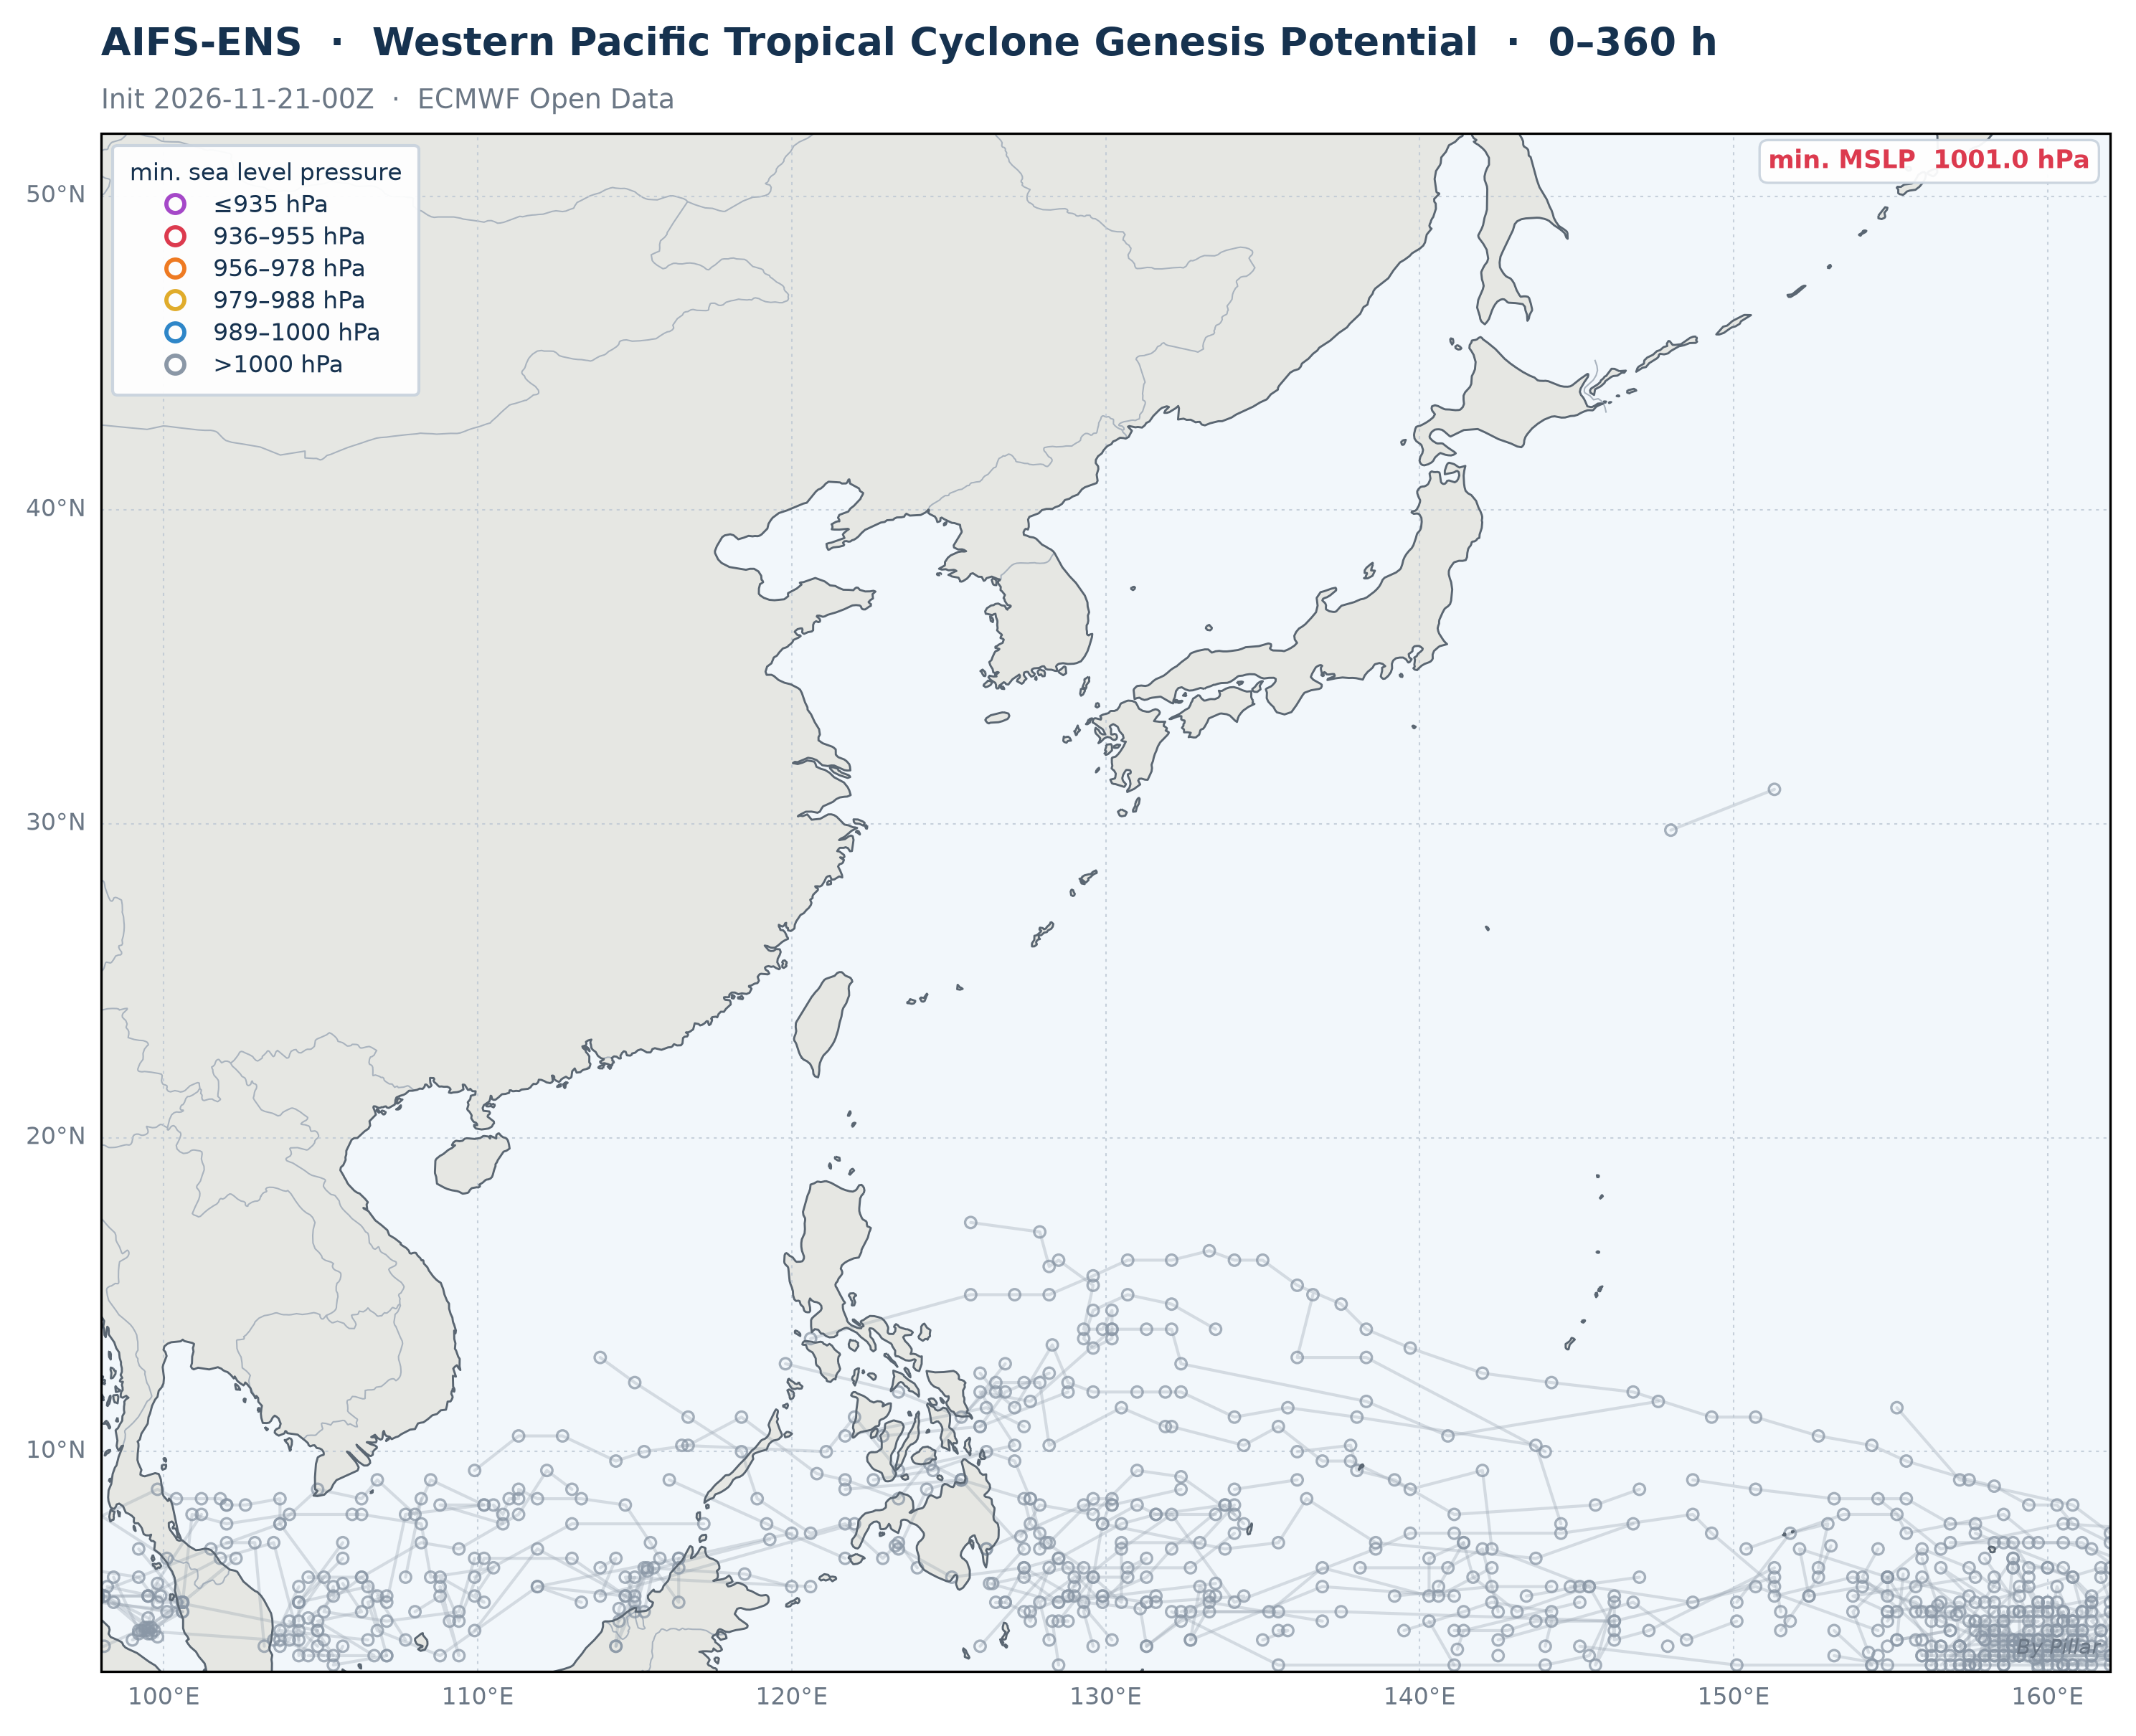 AIFS-ENS · Western Pacific Tropical Cyclone Genesis Potential · 0–360 h
Init 2026-11-21-00Z · ECMWF Open Data
min. sea level pressure
≤935 hPa
936–955 hPa
956–978 hPa
979–988 hPa
989–1000 hPa
>1000 hPa
min. MSLP 1001.0 hPa
50°N
40°N
30°N
20°N
10°N
By Pillar
100°E 110°E 120°E 130°E 140°E 150°E 160°E